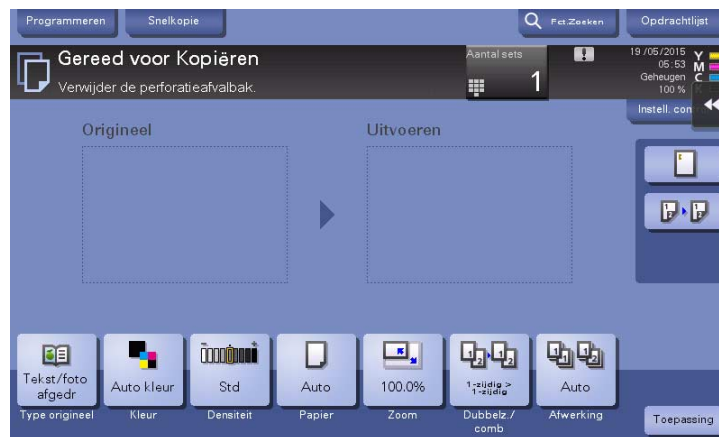 Programmeren
Snelkopie
Fct.Zoeken
Opdrachtlijst
Gereed voor Kopiëren
Verwijder de perforatieafvalbak.
Aantal sets
1
19/05/2015
05:53
Geheugen
100 %
Y
M
C
K
Instell. con
Origineel
Uitvoeren
Tekst/foto
afgedr
Auto kleur
Std
Auto
100.0%
1-zijdig >
1-zijdig
Auto
Type origineel
Kleur
Densiteit
Papier
Zoom
Dubbelz./
comb
Afwerking
Toepassing